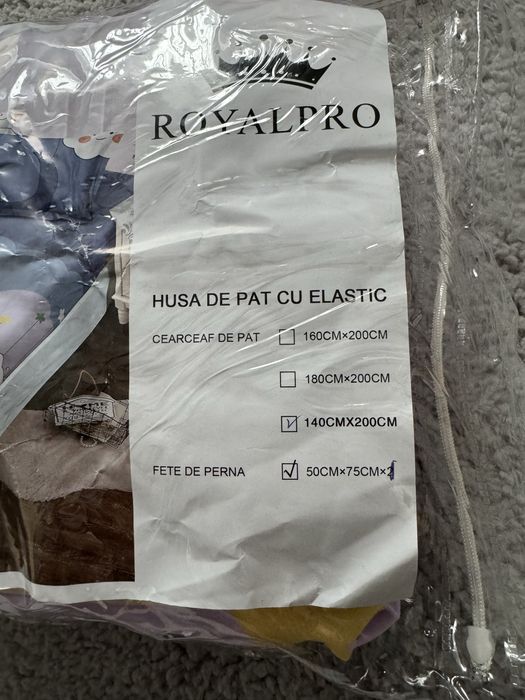 ROYALPRO
HUSA DE PAT CU ELASTIC
CEARCEAF DE PAT 160CM×200CM
180CM×200CM
140CMX200CM
FETE DE PERNA 50CM×75CM×